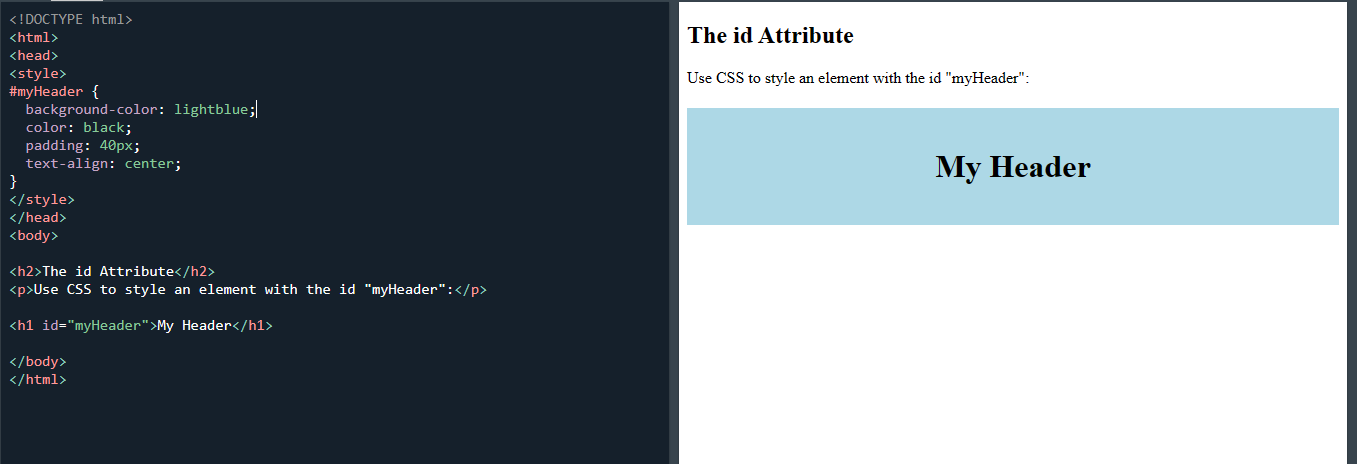 <!DOCTYPE html>
<html>
<head>
<style>
#myHeader {
  background-color: lightblue;
  color: black;
  padding: 40px;
  text-align: center;
}
</style>
</head>
<body>

<h2>The id Attribute</h2>
<p>Use CSS to style an element with the id "myHeader":</p>

<h1 id="myHeader">My Header</h1>

</body>
</html>
The id Attribute
Use CSS to style an element with the id "myHeader":
My Header